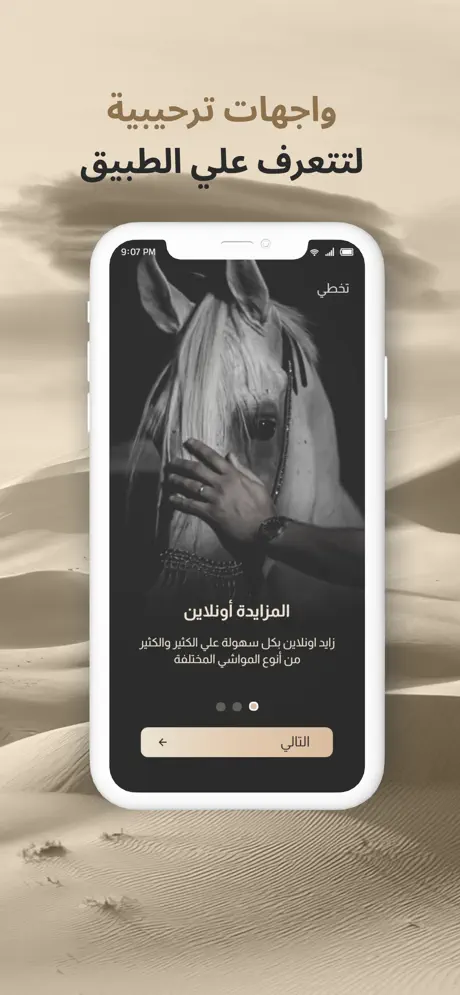 واجهات ترحيبية
لتتعرف علي الطبيق
9:07 PM
تخطي
المزايدة أونلاين
زايد اونلاين بكل سهولة علي الكثير والكثير
من أنوع المواشي المختلفة
التالي